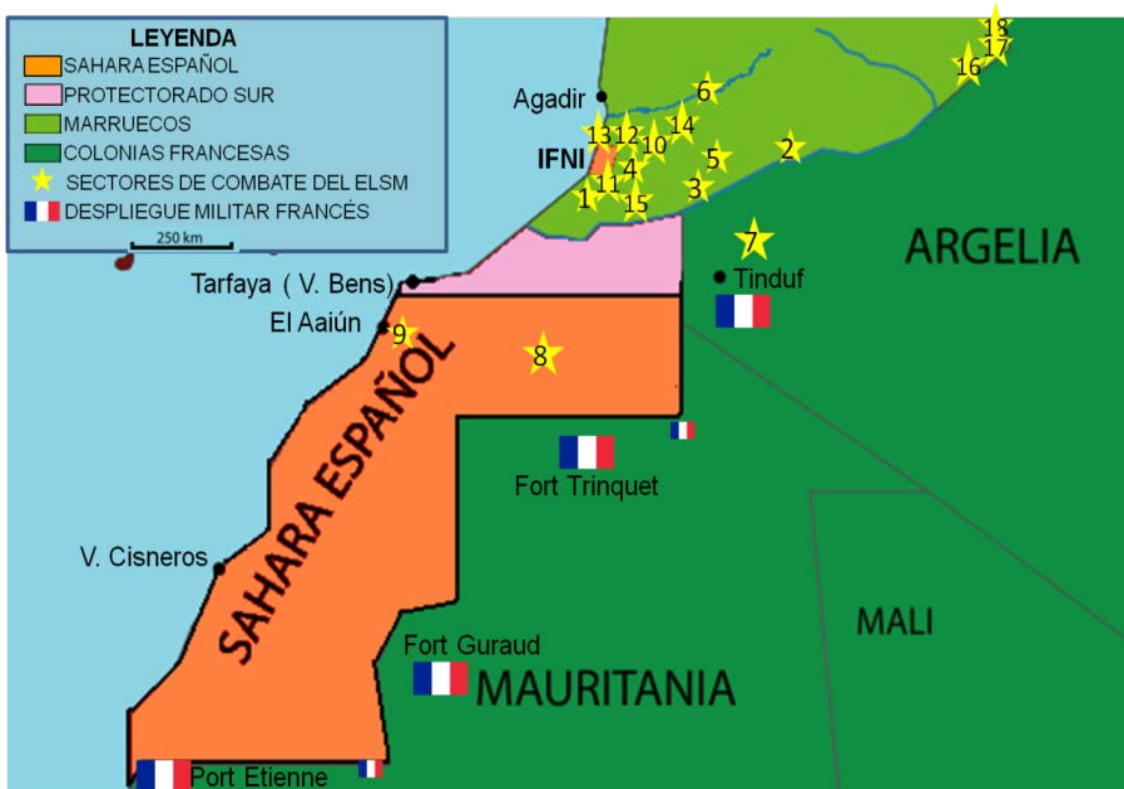 LEYENDA
SAHARA ESPAÑOL
PROTECTORADO SUR
MARRUECOS
COLONIAS FRANCESAS
SECTORES DE COMBATE DEL ELSM
DESPLIEGUE MILITAR FRANCÉS
250 km
18
17
16
6
Agadir
13
12
10
14
IFNI
4
5
2
1
11
15
3
7
ARGELIA
Tarfaya ( V. Bens)
Tinduf
El Aaiún
9
8
SAHARA ESPAÑOL
Fort Trinquet
V. Cisneros
MALI
Fort Guraud
MAURITANIA
Port Etienne